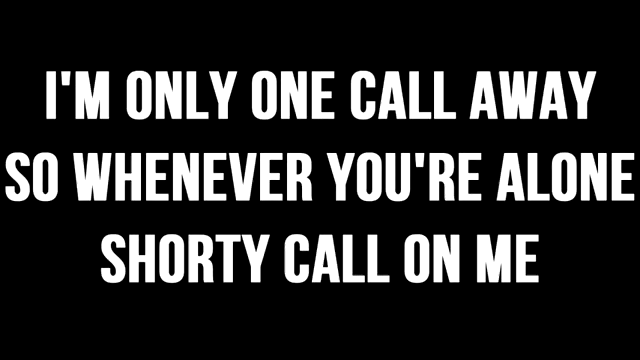 I'M ONLY ONE CALL AWAY
SO WHENEVER YOU'RE ALONE
SHORTY CALL ON ME